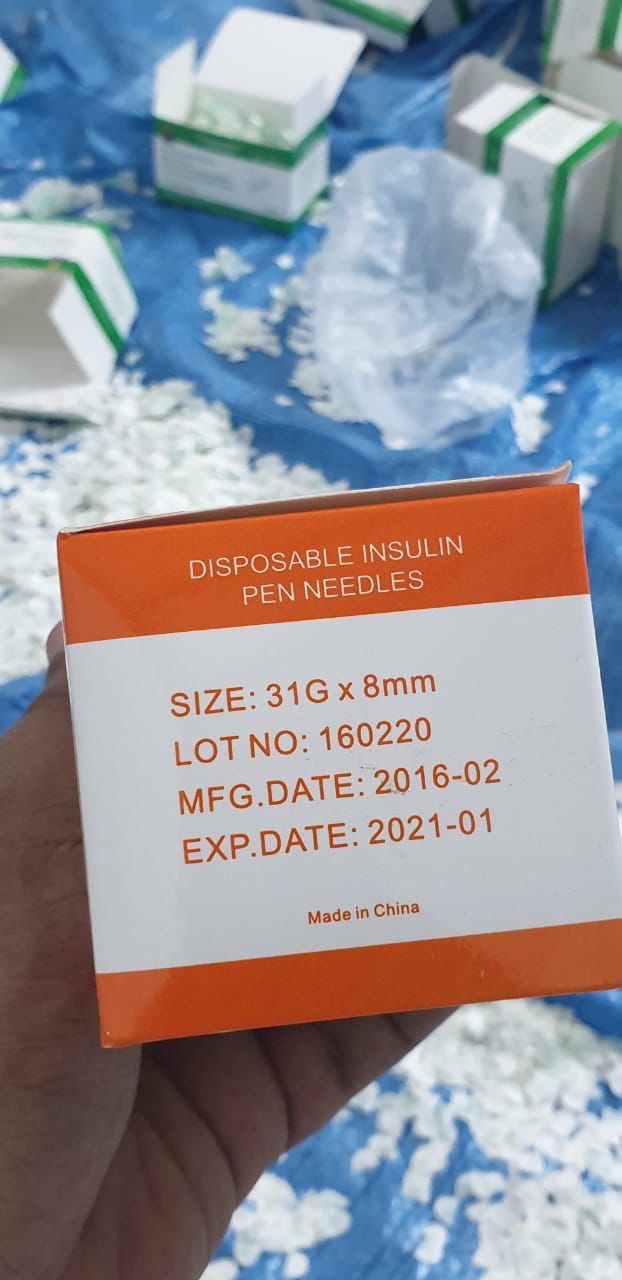 DISPOSABLE INSULIN
PEN NEEDLES
SIZE: 31G x 8mm
LOT NO: 160220
MFG.DATE: 2016-02
EXP.DATE: 2021-01
Made in China